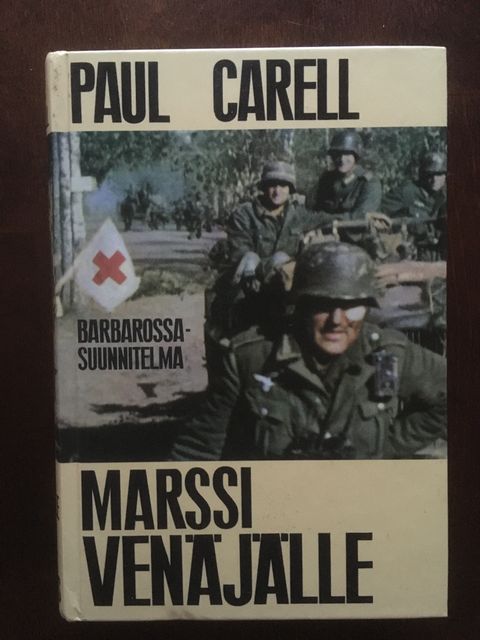 PAUL CARELL
BARBAROSSA-
SUUNNITELMA
MARSSI
VENÄJÄLLE